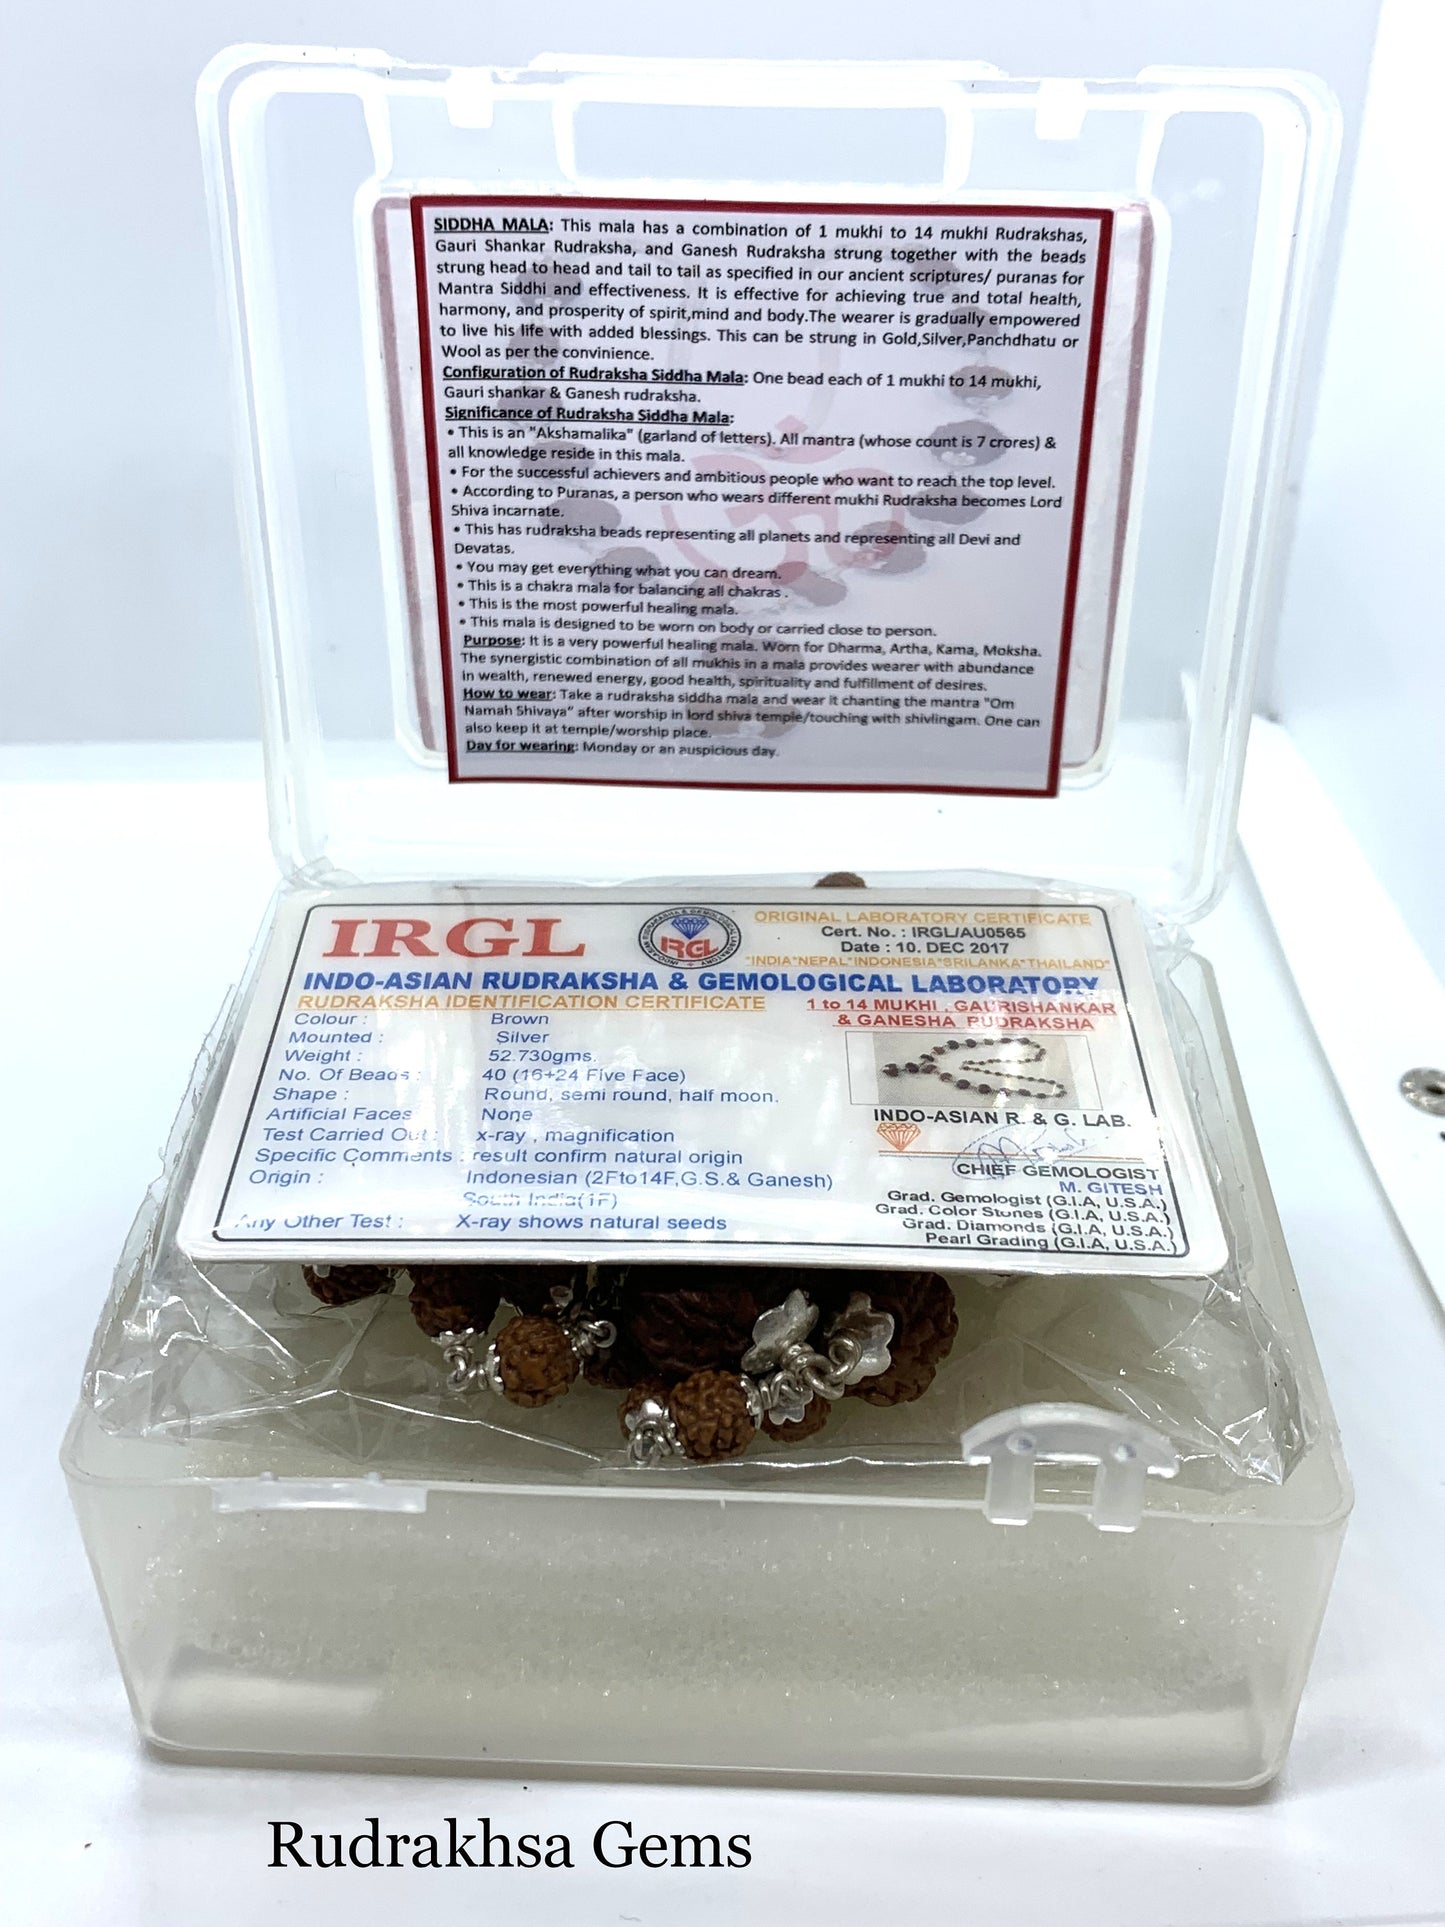 SIDDHA MALA: This mala has a combination of 1 mukhi to 14 mukhi Rudrakshas,
Gauri Shankar Rudraksha, and Ganesh Rudraksha strung together with the beads
strung head to head and tail to tail as specified in our ancient scriptures/ puranas for
Mantra Siddhi and effectiveness. It is effective for achieving true and total health,
harmony, and prosperity of spirit,mind and body.The wearer is gradually empowered
to live his life with added blessings. This can be strung in Gold,Silver,Panchdhatu or
Wool as per the convinience.
Configuration of Rudraksha Siddha Mala: One bead each of 1 mukhi to 14 mukhi,
Gauri shankar & Ganesh rudraksha.
Significance of Rudraksha Siddha Mala:
• This is an "Akshamalika" (garland of letters). All mantra (whose count is 7 crores) &
all knowledge reside in this mala.
• For the successful achievers and ambitious people who want to reach the top level.
• According to Puranas, a person who wears different mukhi Rudraksha becomes Lord
Shiva incarnate.
• This has rudraksha beads representing all planets and representing all Devi and
Devatas.
• You may get everything what you can dream.
• This is a chakra mala for balancing all chakras .
• This is the most powerful healing mala.
• This mala is designed to be worn on body or carried close to person.
Purpose: It is a very powerful healing mala. Worn for Dharma, Artha, Kama, Moksha.
The synergistic combination of all mukhis in a mala provides wearer with abundance
in wealth, renewed energy, good health, spirituality and fulfillment of desires.
How to wear: Take a rudraksha siddha mala and wear it chanting the mantra "Om
Namah Shivaya" after worship in lord shiva temple/touching with shivlingam. One can
also keep it at temple/worship place.
Day for wearing: Monday or an auspicious day.
IRGL
IRGL
ORIGINAL LABORATORY CERTIFICATE
Cert. No. : IRGL/AU0565
Date : 10. DEC 2017
"INDIA*NEPAL*INDONESIA*SRILANKA*THAILAND"
INDO-ASIAN RUDRAKSHA & GEMOLOGICAL LABORATORY
RUDRAKSHA IDENTIFICATION CERTIFICATE
1 to 14 MUKHI , GAURISHANKAR
& GANESHA RUDRAKSHA
Colour : Brown
Mounted : Silver
Weight : 52.730gms.
No. Of Beads : 40 (16+24 Five Face)
Shape : Round, semi round, half moon.
Artificial Faces None
Test Carried Out : x-ray , magnification
Specific Comments : result confirm natural origin
Origin : Indonesian (2Fto14F,G.S.& Ganesh)
South India(1F)
Any Other Test : X-ray shows natural seeds
INDO-ASIAN R. & G. LAB.
CHIEF GEMOLOGIST
M. GITESH
Grad. Gemologist (G.I.A, U.S.A.)
Grad. Color Stones (G.I.A, U.S.A.)
Grad. Diamonds (G.I.A, U.S.A.)
Pearl Grading (G.I.A, U.S.A.)
Rudrakhsa Gems